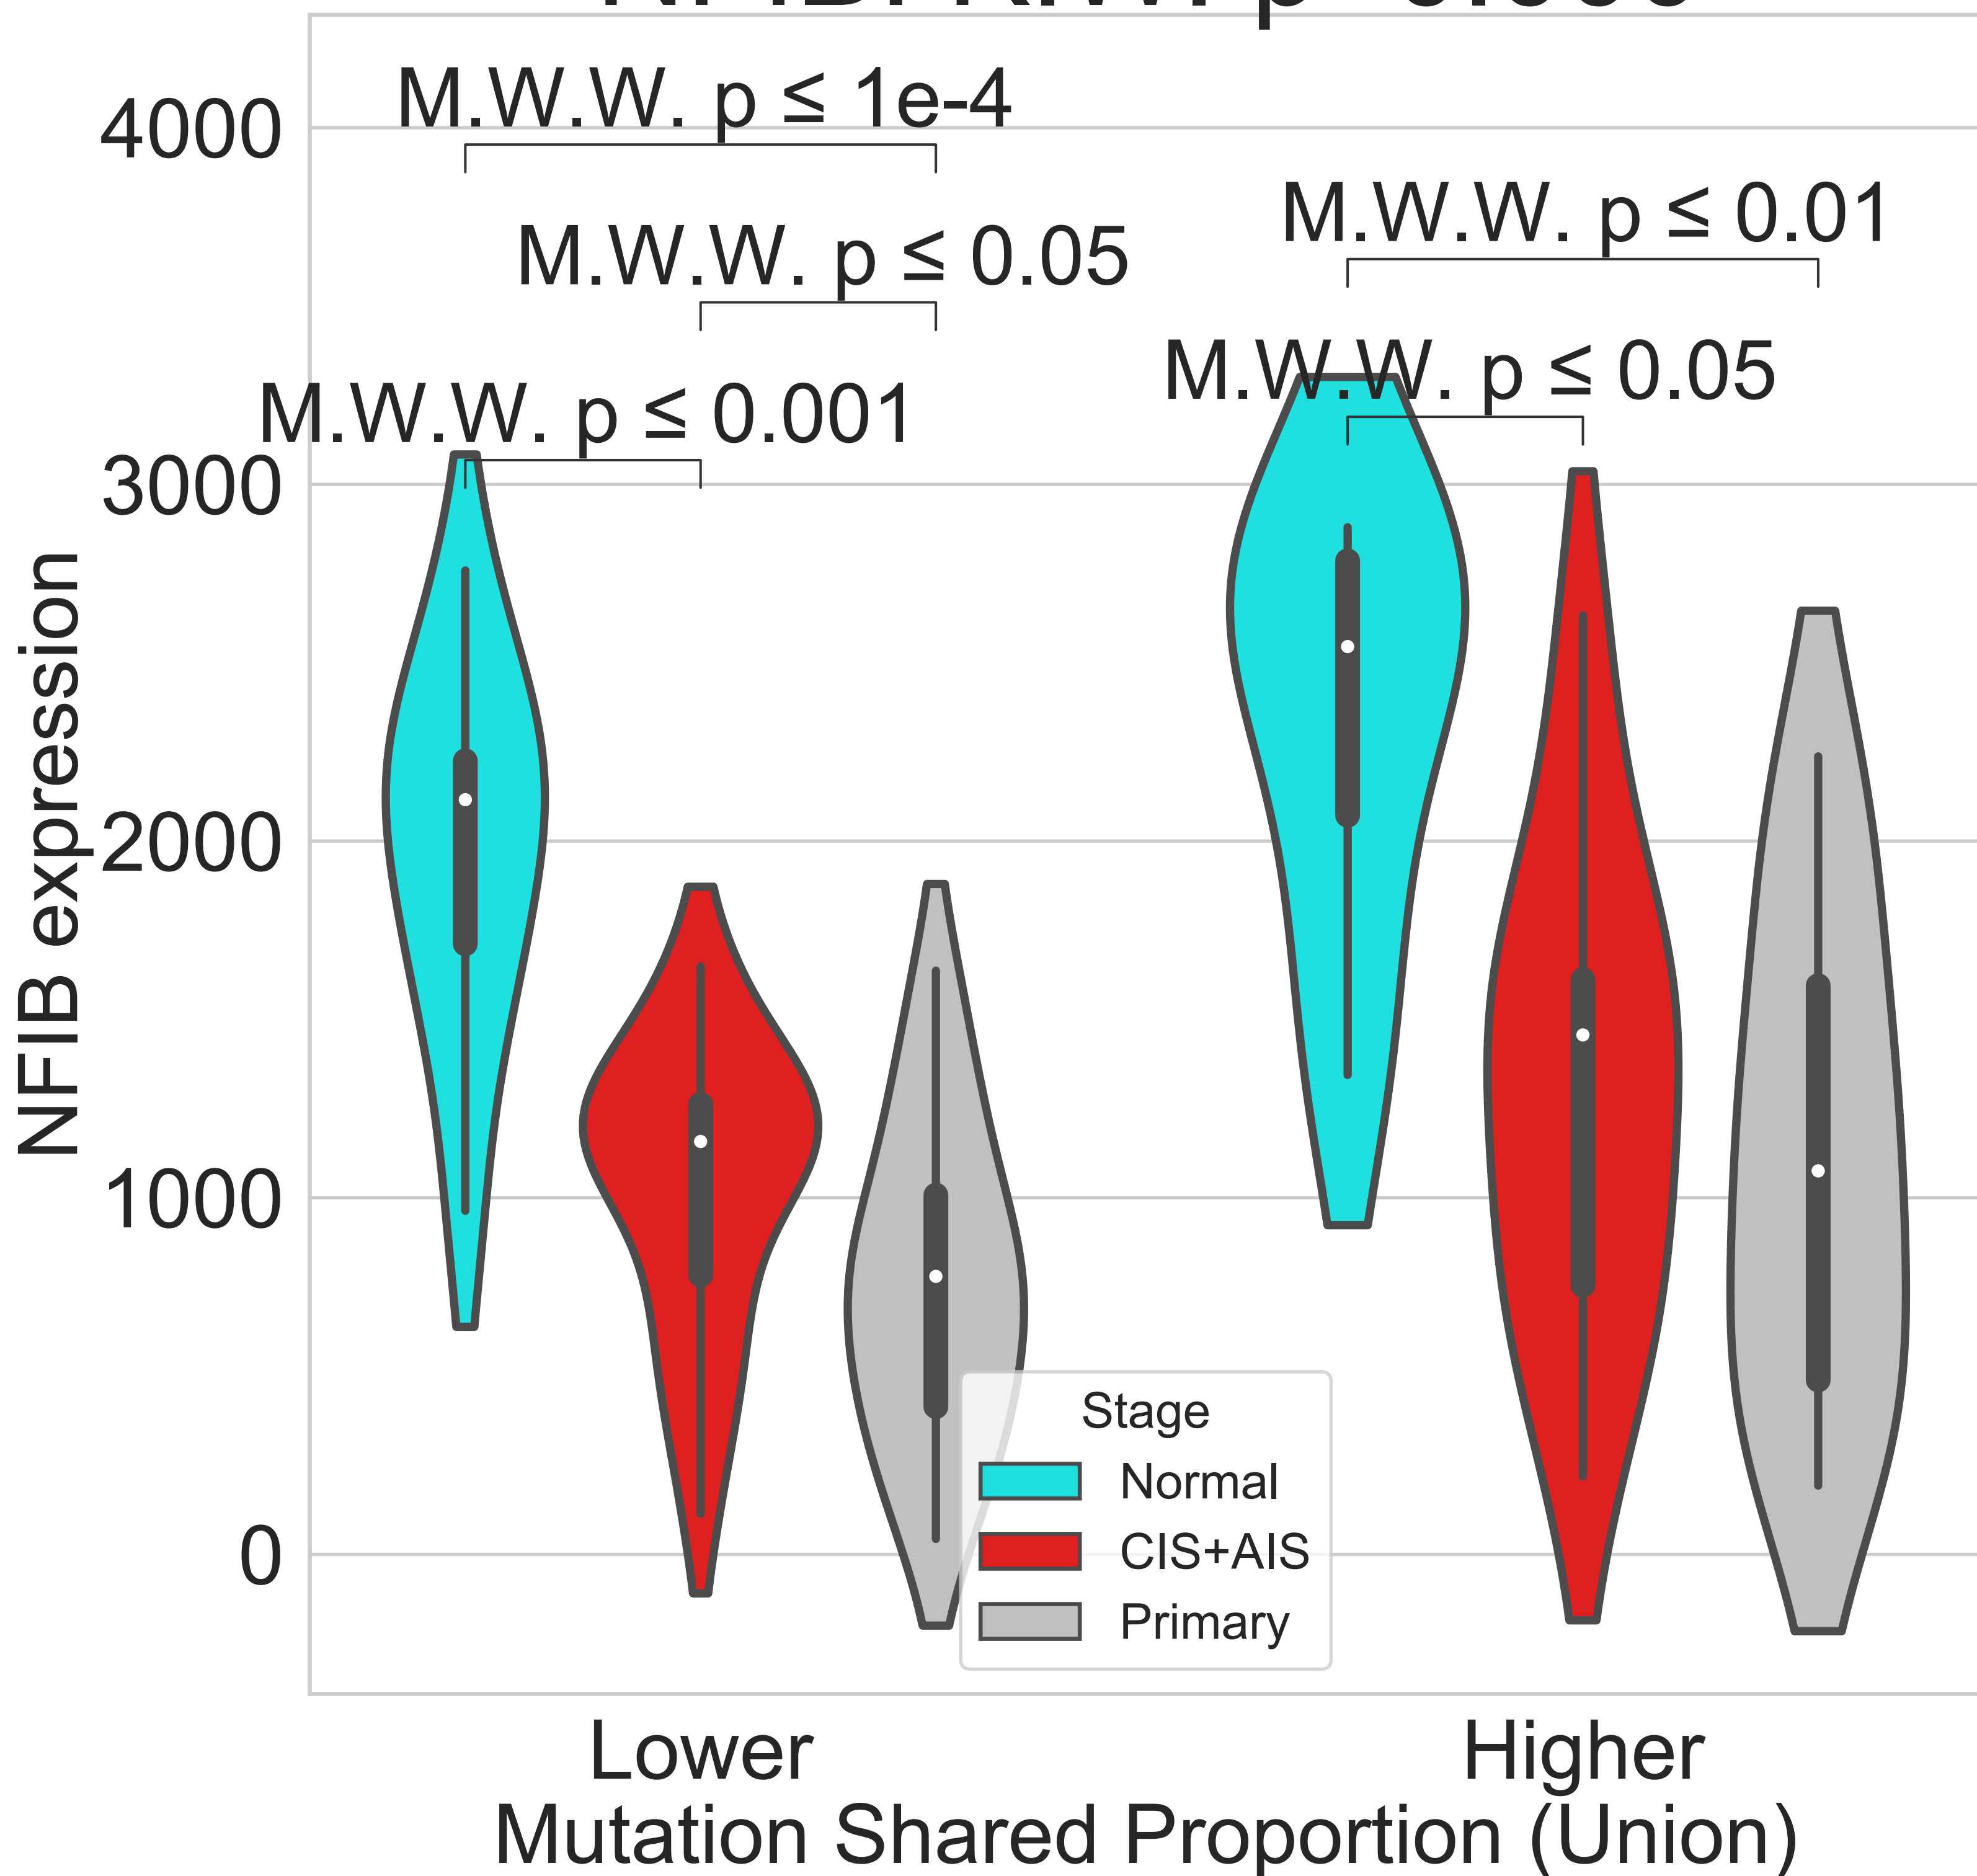 M.W.W. p ≤ 1e-4
4000
M.W.W. p ≤ 0.01
M.W.W. p ≤ 0.05
M.W.W. p ≤ 0.05
M.W.W. p ≤ 0.001
3000
2000
1000
0
NFIB expression
Stage
Normal
CIS+AIS
Primary
Lower
Higher
Mutation Shared Proportion (Union)